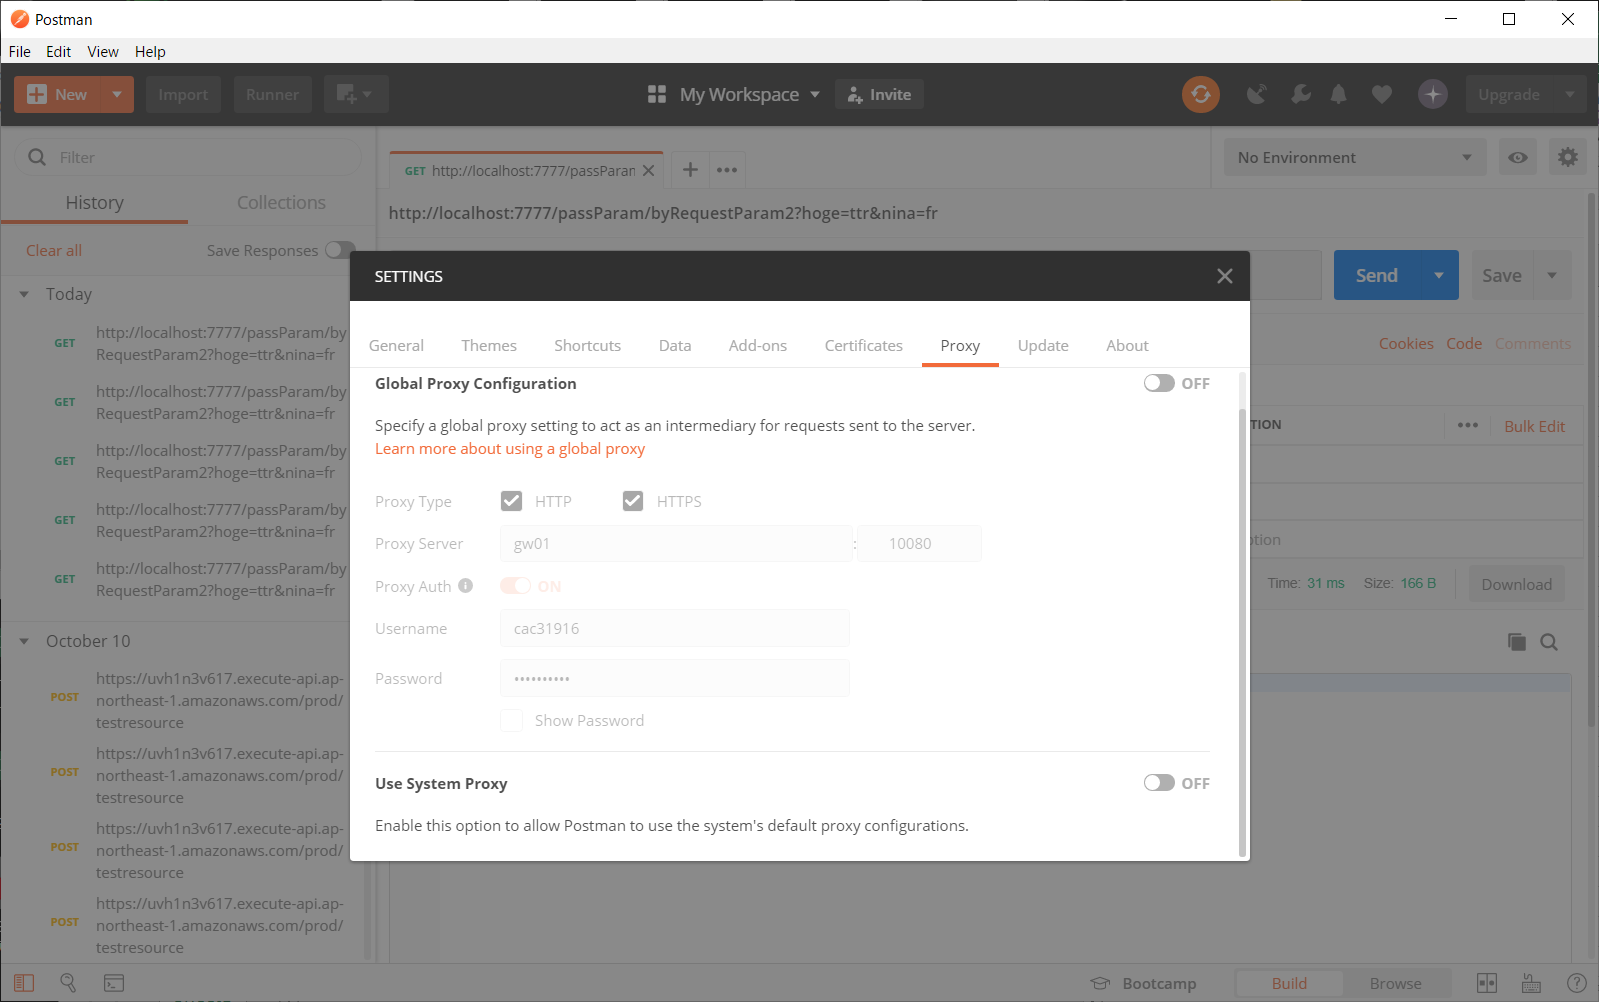 Postman
File Edit View Help
New Import Runner My Workspace Invite Upgrade
Filter
History Collections
Clear all Save Responses
Today
GET http://localhost:7777/passParam/by
RequestParam2?hoge=ttr&nina=fr
GET http://localhost:7777/passParam/by
RequestParam2?hoge=ttr&nina=fr
GET http://localhost:7777/passParam/by
RequestParam2?hoge=ttr&nina=fr
GET http://localhost:7777/passParam/by
RequestParam2?hoge=ttr&nina=fr
GET http://localhost:7777/passParam/by
RequestParam2?hoge=ttr&nina=fr
October 10
POST https://uvh1n3v617.execute-api.ap-
northeast-1.amazonaws.com/prod/
testresource
POST https://uvh1n3v617.execute-api.ap-
northeast-1.amazonaws.com/prod/
testresource
POST https://uvh1n3v617.execute-api.ap-
northeast-1.amazonaws.com/prod/
testresource
POST https://uvh1n3v617.execute-api.ap-
northeast-1.amazonaws.com/prod/
testresource
GET http://localhost:7777/passParan
No Environment
http://localhost:7777/passParam/byRequestParam2?hoge=ttr&nina=fr
Send Save
Cookies Code Comments
TION Bulk Edit
ption
Time: 31 ms Size: 166 B Download
SETTINGS
General Themes Shortcuts Data Add-ons Certificates Proxy Update About
Global Proxy Configuration OFF
Specify a global proxy setting to act as an intermediary for requests sent to the server.
Learn more about using a global proxy
Proxy Type HTTP HTTPS
Proxy Server gw01 : 10080
Proxy Auth ON
Username cac31916
Password ••••••••••
Show Password
Use System Proxy OFF
Enable this option to allow Postman to use the system's default proxy configurations.
Bootcamp Build Browse